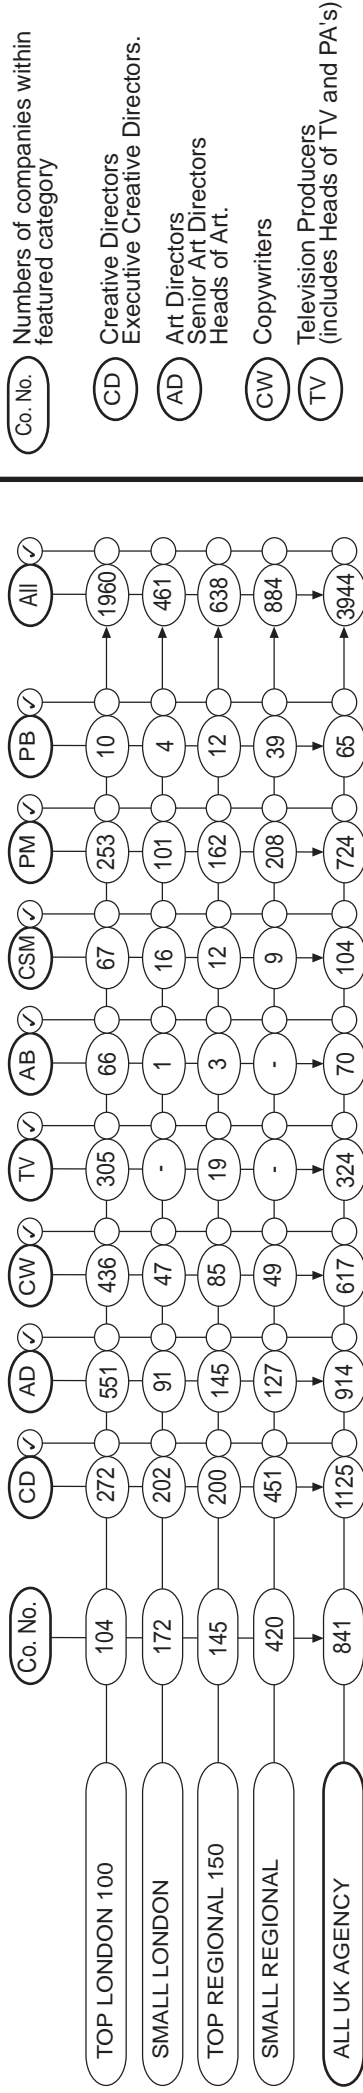 Co. No. CD ✓ AD ✓ CW ✓ TV ✓ AB ✓ CSM ✓ PM ✓ PB ✓ All ✓
TOP LONDON 100 104 272 551 436 305 66 67 253 10 1960
SMALL LONDON 172 202 91 47 - 1 16 101 4 461
TOP REGIONAL 150 145 200 145 85 19 3 12 162 12 638
SMALL REGIONAL 420 451 127 49 - - 9 208 39 884
ALL UK AGENCY 841 1125 914 617 324 70 104 724 65 3944
Co. No. Numbers of companies within
featured category
CD Creative Directors
Executive Creative Directors.
AD Art Directors
Senior Art Directors
Heads of Art.
CW Copywriters
TV Television Producers
(includes Heads of TV and PA's)